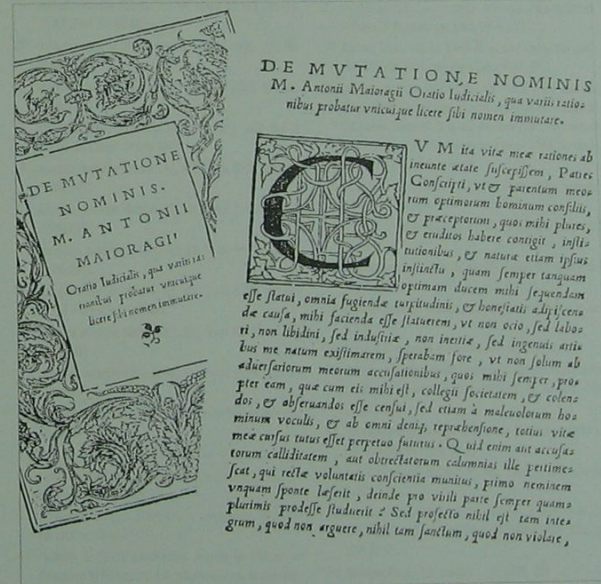 DE MVTATIONE
NOMINIS.
M. ANTONII
MAIORAGII
Oratio Iudicialis, qua variis ra-
tionibus probatur vnicuique
licere sibi nomen immutare.
DE MVTATIONE NOMINIS
M. Antonii Maioragii Oratio Iudicialis, qua variis ratio-
nibus probatur vnicuique licere sibi nomen immutare.
CVM ita vitæ meæ rationes ab
ineunte ætate suscepissem, Patres
Conscripti, vt & parentum meo-
rum optimorum hominum consiliis,
& præceptorum, quos mihi plures,
& eruditos habere contigit, insti-
tutionibus, & naturæ etiam ipsius
instinctu, quam semper tanquam
optimam ducem mihi sequendam
esse statui, omnia fugiendæ turpitudinis, & honestatis adipiscen-
dæ causa, mihi facienda esse statuerem, vt non ocio, sed labo-
ri, non libidini, sed industriæ, non inertiæ, sed ingenuis arti-
bus me natum existimarem, sperabam fore, vt non solum ab
aduersariorum meorum accusationibus, quos mihi semper, pro-
pter eam, quæ cum eis mihi est, collegii societatem, & colen-
dos, & obseruandos esse censui, sed etiam a maleuolorum ho-
minum voculis, & ab omni deniq; repræhensione, totius vitæ
meæ cursus tutus esset perpetuo futurus. Quid enim aut accusa-
torum calliditatem, aut obtrectatorum calumnias ille pertime-
scat, qui rectæ voluntatis conscientia munitus, primo neminem
vnquam sponte læserit, deinde pro virili parte semper quam-
plurimis prodesse studuerit? Sed profecto nihil est tam inte-
grum, quod non arguere, nihil tam sanctum, quod non violare,